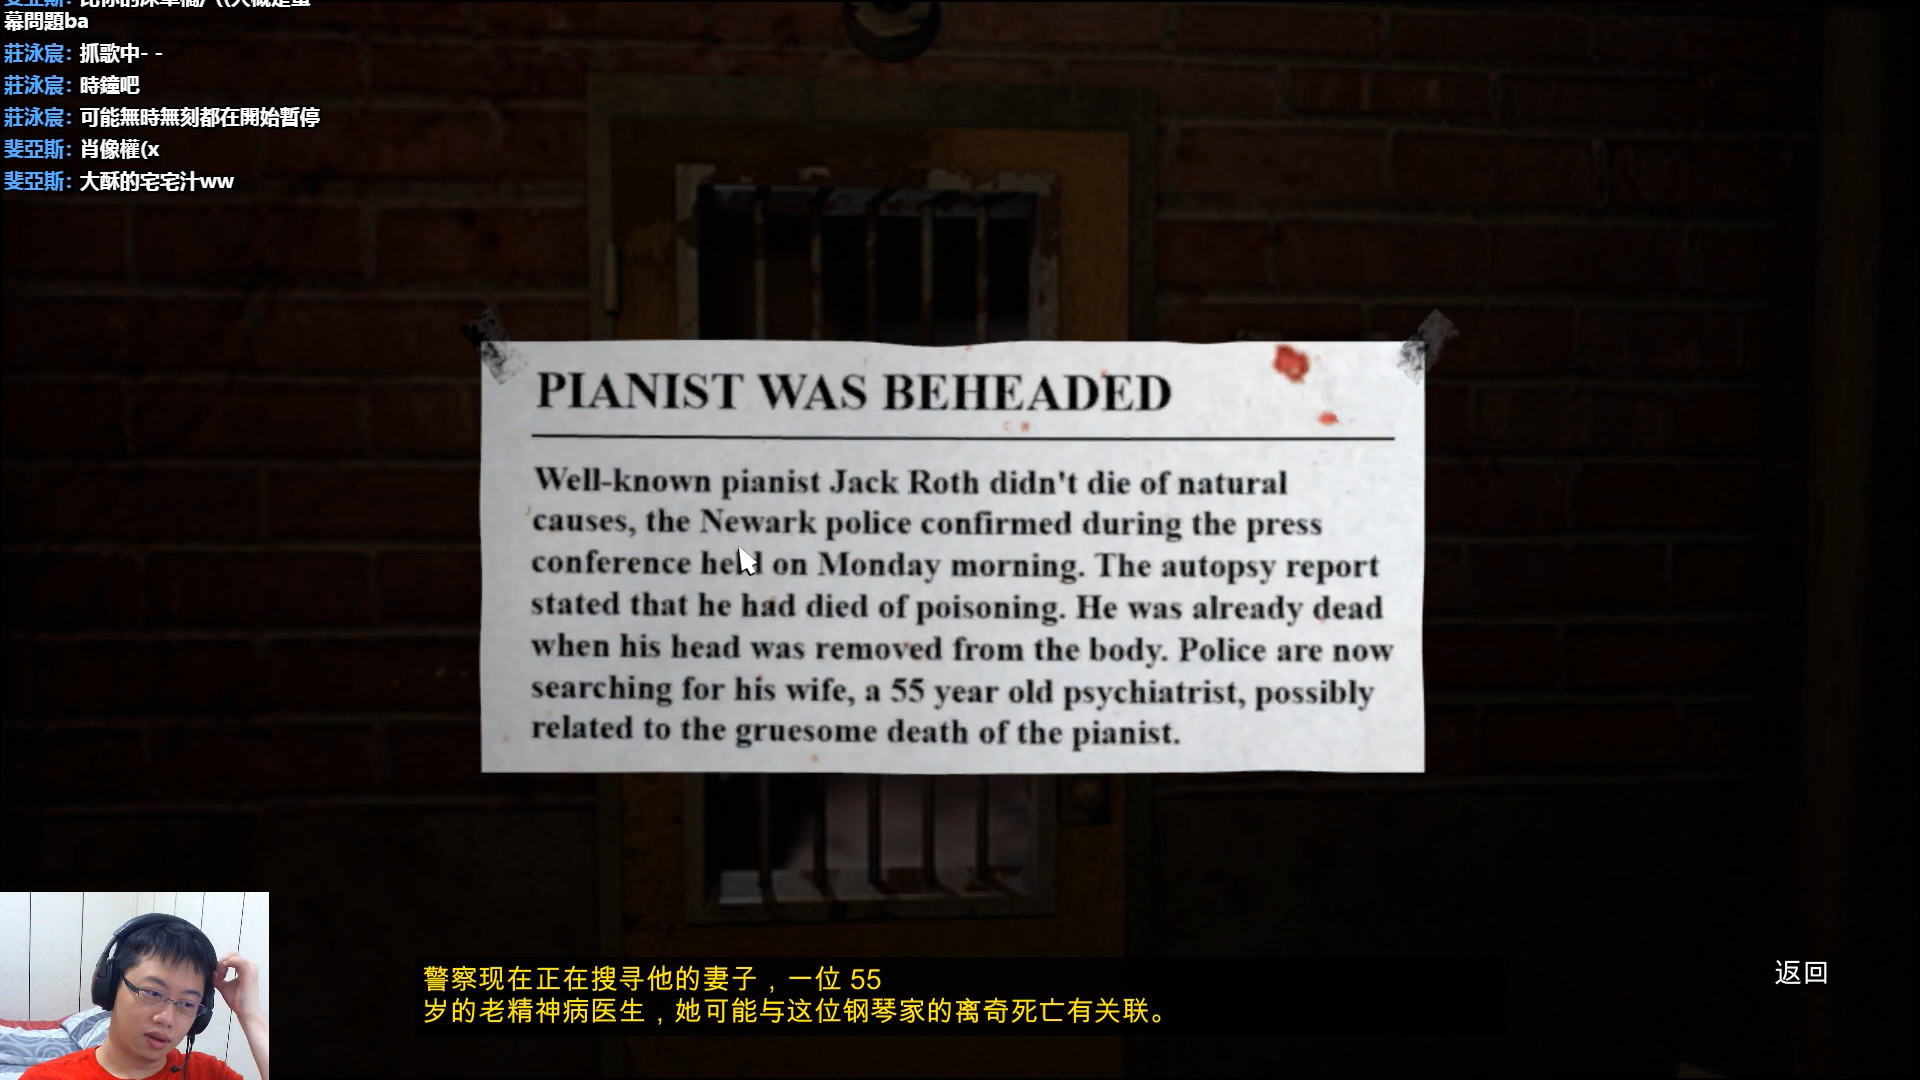 幕問題ba
莊泳宸: 抓歌中- -
莊泳宸: 時鐘吧
莊泳宸: 可能無時無刻都在開始暫停
斐亞斯: 肖像權(x
斐亞斯: 大酥的宅宅汁ww
PIANIST WAS BEHEADED
Well-known pianist Jack Roth didn't die of natural
causes, the Newark police confirmed during the press
conference held on Monday morning. The autopsy report
stated that he had died of poisoning. He was already dead
when his head was removed from the body. Police are now
searching for his wife, a 55 year old psychiatrist, possibly
related to the gruesome death of the pianist.
警察现在正在搜寻他的妻子，一位 55
岁的老精神病医生，她可能与这位钢琴家的离奇死亡有关联。
返回